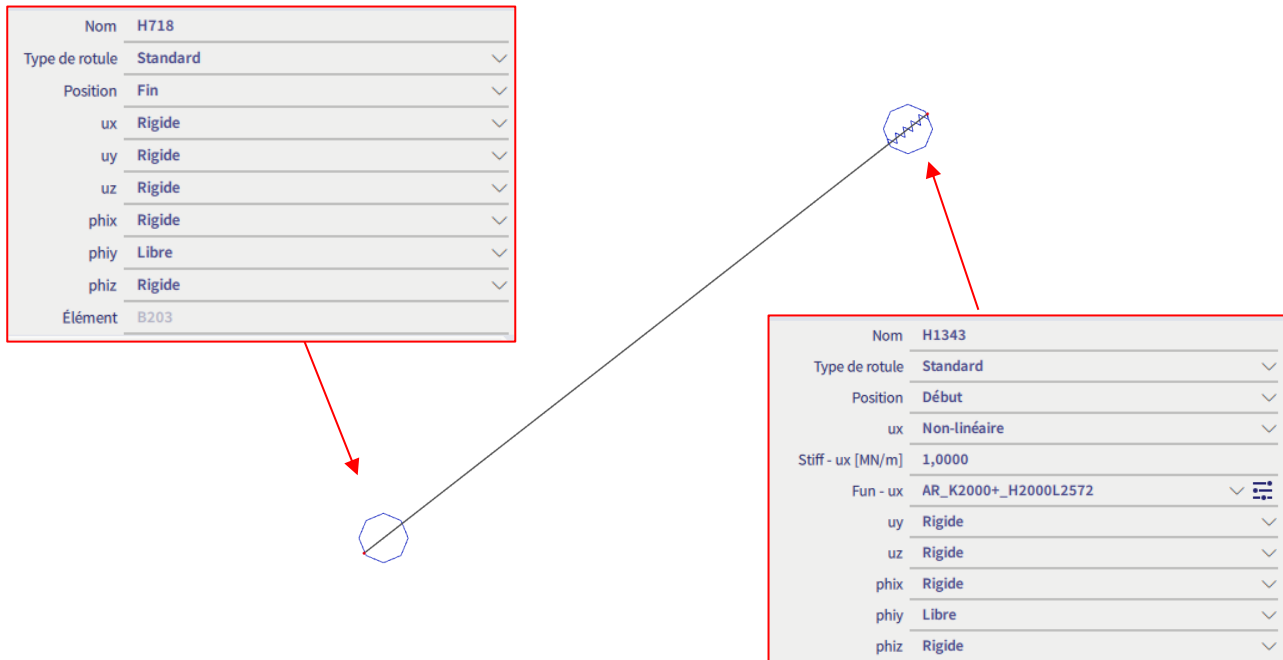 Nom H718
Type de rotule Standard
Position Fin
ux Rigide
uy Rigide
uz Rigide
phix Rigide
phiy Libre
phiz Rigide
Élément B203
Nom H1343
Type de rotule Standard
Position Début
ux Non-linéaire
Stiff - ux [MN/m] 1,0000
Fun - ux AR_K2000+_H2000L2572
uy Rigide
uz Rigide
phix Rigide
phiy Libre
phiz Rigide